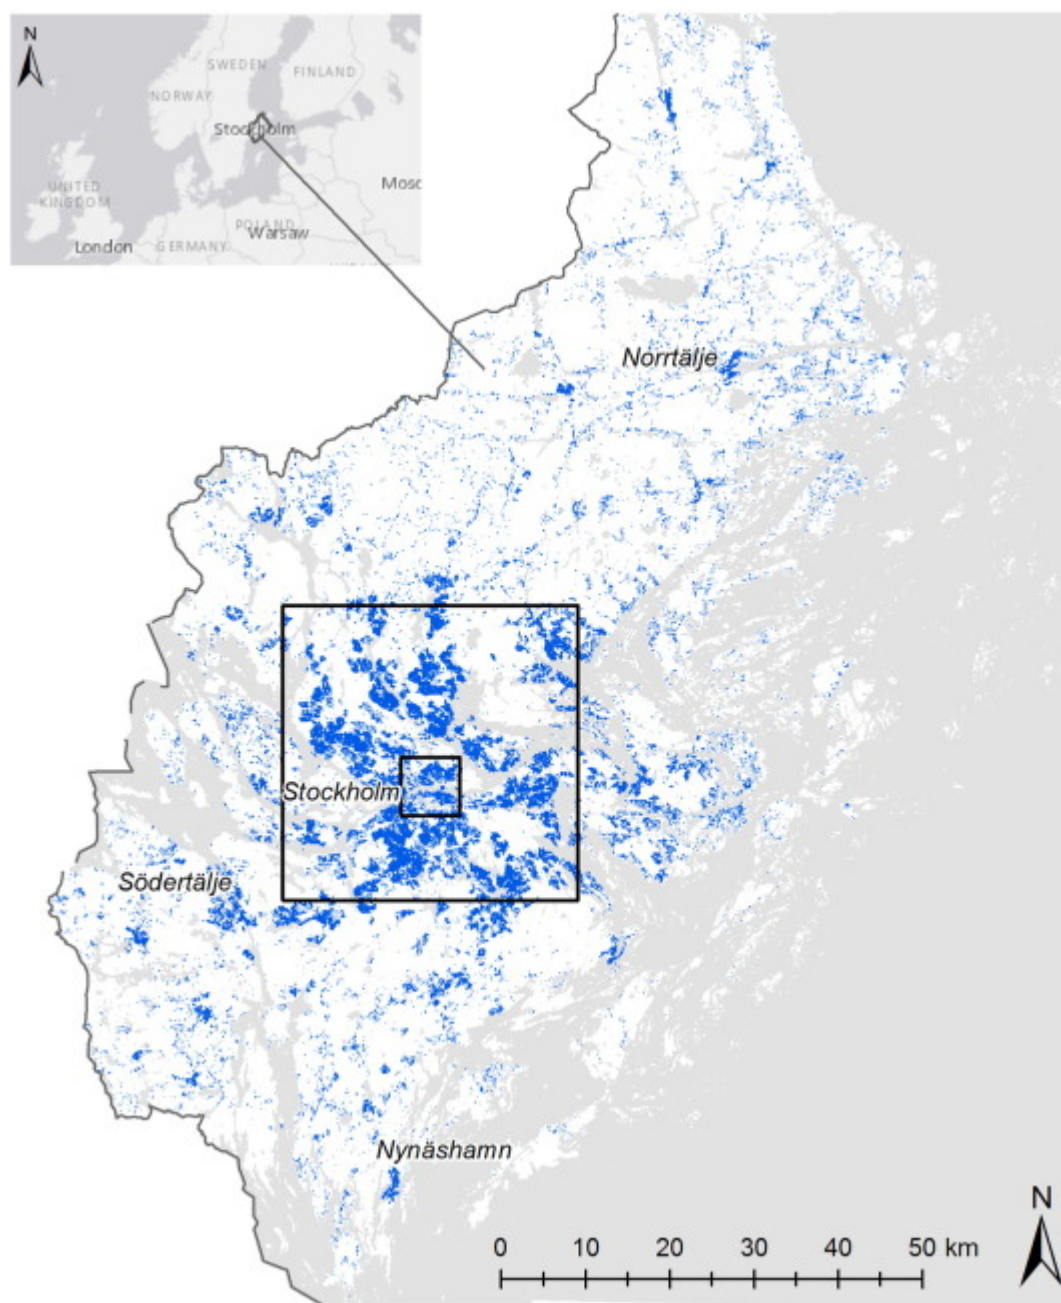 N
SWEDEN
FINLAND
NORWAY
Stockholm
Mosc
UNITED
KINGDOM
London
POLAND
Warsaw
GERMANY
Norrtälje
Stockholm
Södertälje
Nynäshamn
N
0 10 20 30 40 50 km